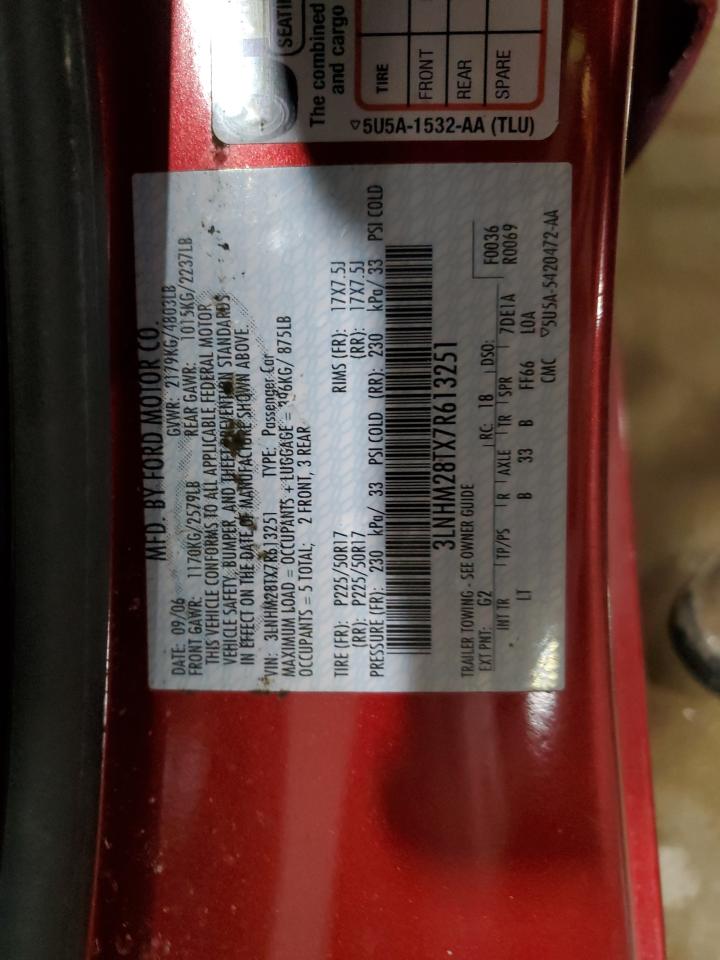 SEATI
The combined
and cargo
TIRE
FRONT
REAR
SPARE
▽5U5A-1532-AA (TLU)
MFD. BY FORD MOTOR CO.
DATE: 09/06 GVWR: 2179KG/4803LB
FRONT GAWR: 1170KG/2579LB REAR GAWR: 1015KG/2237LB
THIS VEHICLE CONFORMS TO ALL APPLICABLE FEDERAL MOTOR
VEHICLE SAFETY, BUMPER, AND THEFT PREVENTION STANDARDS
IN EFFECT ON THE DATE OF MANUFACTURE SHOWN ABOVE.
VIN: 3LNHM28TX7R613251 TYPE: Passenger Car
MAXIMUM LOAD = OCCUPANTS + LUGGAGE = 396KG/ 875LB
OCCUPANTS = 5 TOTAL; 2 FRONT, 3 REAR
TIRE (FR): P225/50R17 RIMS (FR): 17X7.5J
(RR): P225/50R17 (RR): 17X7.5J
PRESSURE (FR): 230 kPa/ 33 PSI COLD (RR): 230 kPa/ 33 PSI COLD
3LNHM28TX7R613251
TRAILER TOWING - SEE OWNER GUIDE
EXT PNT: G2 RC: 18 DSO: F0036
R0069
INT TR TP/PS R AXLE TR SPR 7DE1A
LT B 33 B FF66 LOA
CMC ▽5U5A-5420472-AA